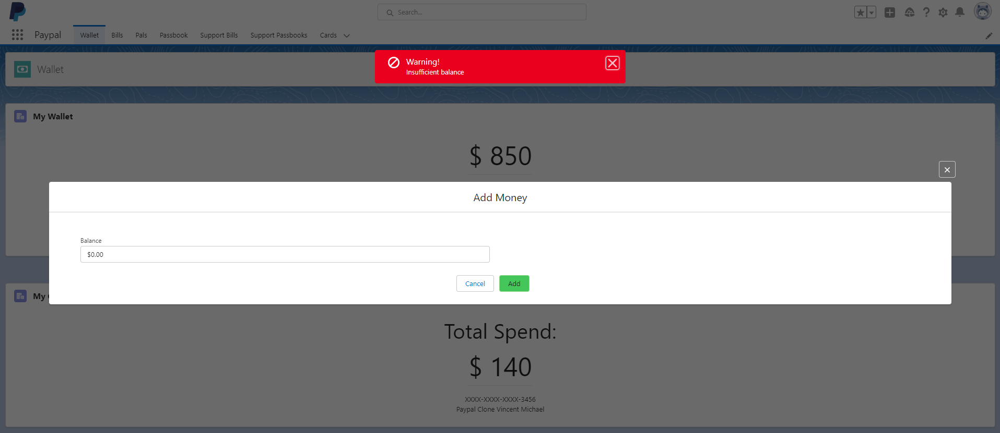 Search...
Paypal
Wallet
Bills
Pals
Passbook
Support Bills
Support Passbooks
Cards
Warning!
Insufficient balance
Wallet
My Wallet
$ 850
Add Money
Balance
$0.00
Cancel
Add
My
Total Spend:
$ 140
XXXX-XXXX-XXXX-3456
Paypal Clone Vincent Michael